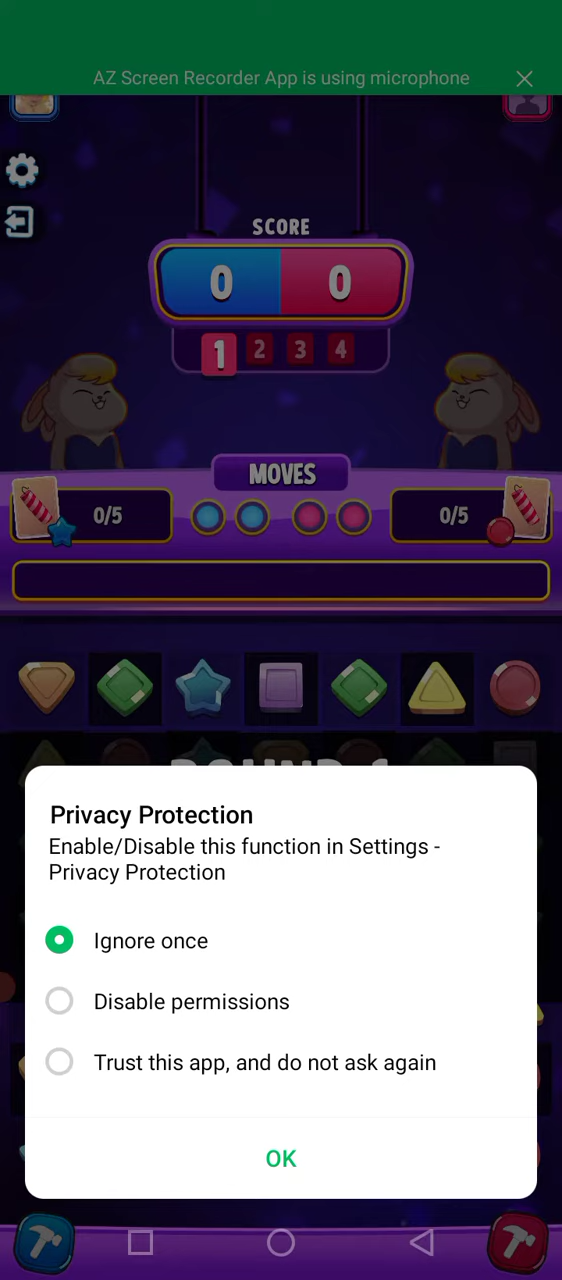 AZ Screen Recorder App is using microphone
SCORE
0 0
1 2 3 4
MOVES
0/5 0/5
ROUND 1
Privacy Protection
Enable/Disable this function in Settings -
Privacy Protection
Ignore once
Disable permissions
Trust this app, and do not ask again
OK